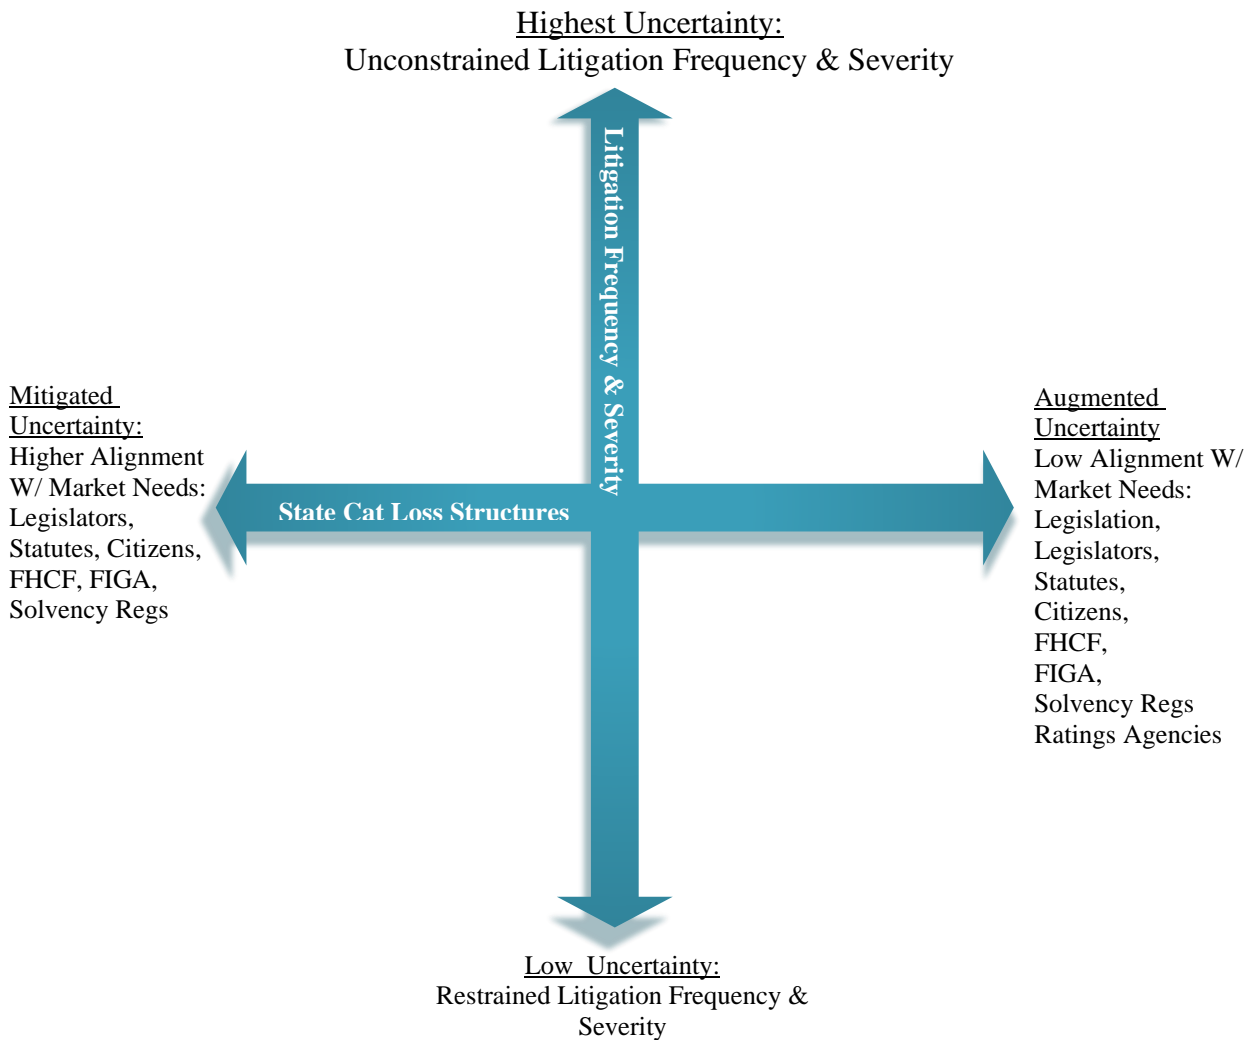 Highest Uncertainty:
Unconstrained Litigation Frequency & Severity
Litigation Frequency & Severity
Mitigated
Uncertainty:
Higher Alignment
W/ Market Needs:
Legislators,
Statutes, Citizens,
FHCF, FIGA,
Solvency Regs
State Cat Loss Structures
Augmented
Uncertainty
Low Alignment W/
Market Needs:
Legislation,
Legislators,
Statutes,
Citizens,
FHCF,
FIGA,
Solvency Regs
Ratings Agencies
Low Uncertainty:
Restrained Litigation Frequency &
Severity